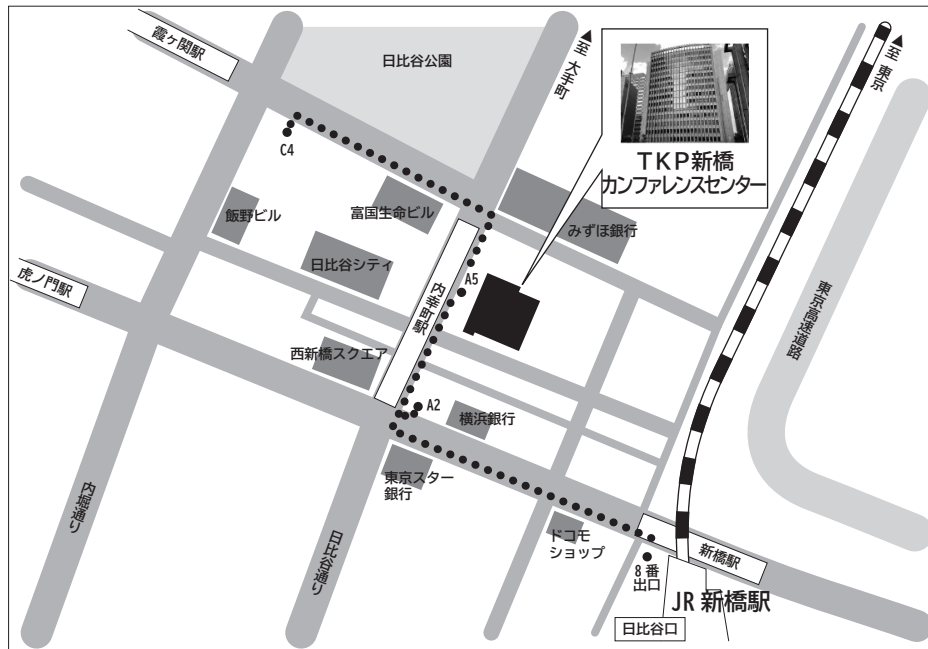 霞ヶ関駅
日比谷公園
▲至 大手町
▲至 東京
TKP新橋
カンファレンスセンター
C4
飯野ビル
富国生命ビル
みずほ銀行
日比谷シティ
虎ノ門駅
内幸町駅
A5
東京高速道路
西新橋スクエア
A2
横浜銀行
東京スター
銀行
内堀通り
日比谷通り
ドコモ
ショップ
8番
出口
新橋駅
JR 新橋駅
日比谷口